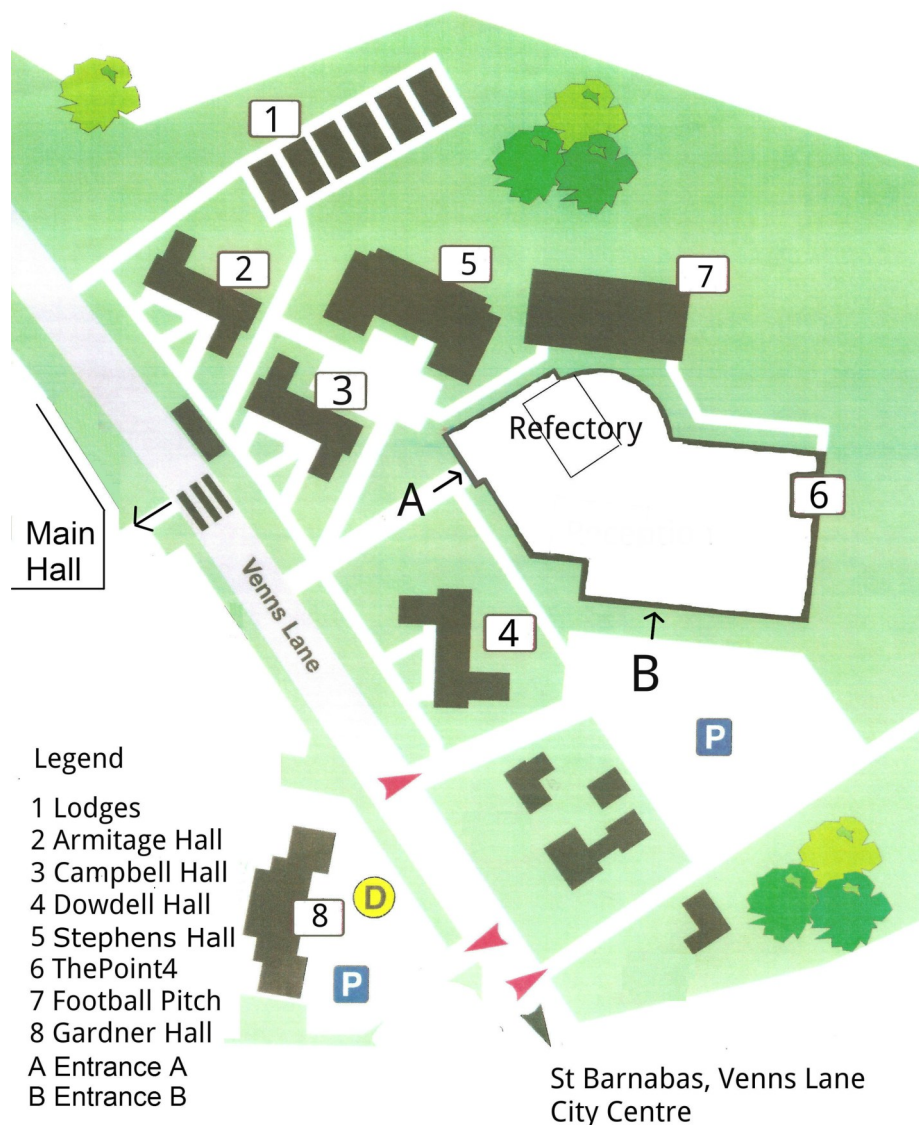 1
2
5
7
3
Refectory
A
6
Main
Hall
Venns Lane
4
B
P
Legend
1 Lodges
2 Armitage Hall
3 Campbell Hall
4 Dowdell Hall
5 Stephens Hall
6 ThePoint4
7 Football Pitch
8 Gardner Hall
A Entrance A
B Entrance B
D
8
P
St Barnabas, Venns Lane
City Centre